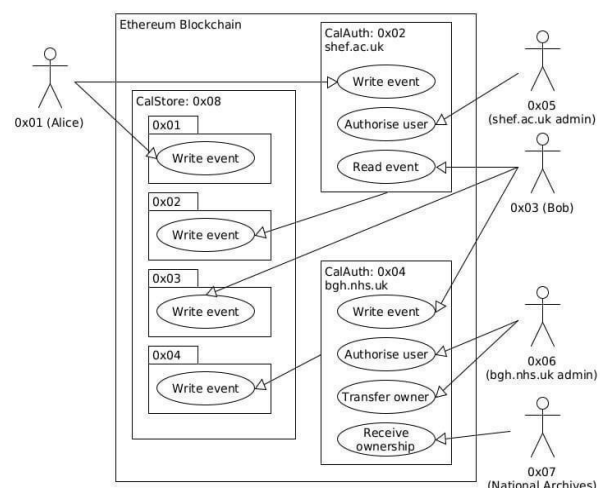 Ethereum Blockchain
CalAuth: 0x02
shef.ac.uk
Write event
Authorise user
Read event
0x01 (Alice)
CalStore: 0x08
0x01
Write event
0x02
Write event
0x03
Write event
0x04
Write event
CalAuth: 0x04
bgh.nhs.uk
Write event
Authorise user
Transfer owner
Receive
ownership
0x05
(shef.ac.uk admin)
0x03 (Bob)
0x06
(bgh.nhs.uk admin)
0x07
(National Archives)